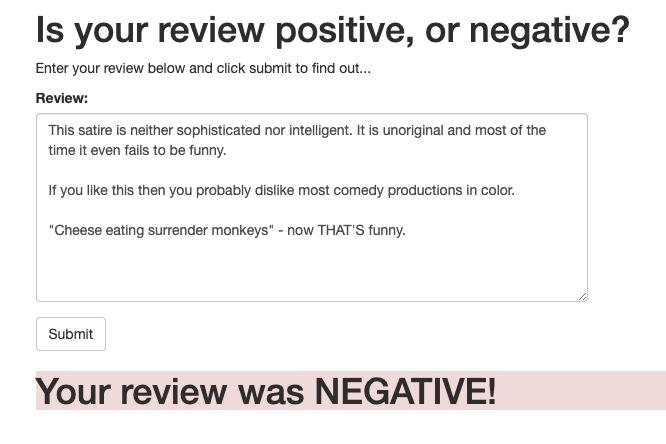 Is your review positive, or negative?
Enter your review below and click submit to find out...
Review:
This satire is neither sophisticated nor intelligent. It is unoriginal and most of the
time it even fails to be funny.
If you like this then you probably dislike most comedy productions in color.
"Cheese eating surrender monkeys" - now THAT'S funny.
Submit
Your review was NEGATIVE!